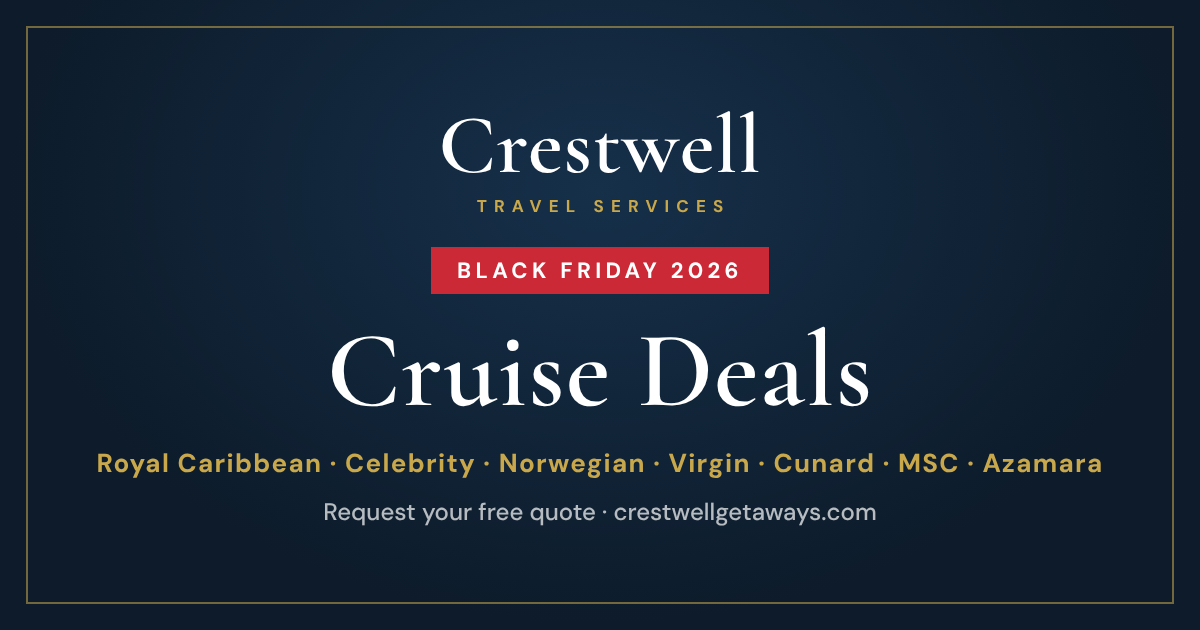 Crestwell
TRAVEL SERVICES
BLACK FRIDAY 2026
Cruise Deals
Royal Caribbean · Celebrity · Norwegian · Virgin · Cunard · MSC · Azamara
Request your free quote · crestwellgetaways.com